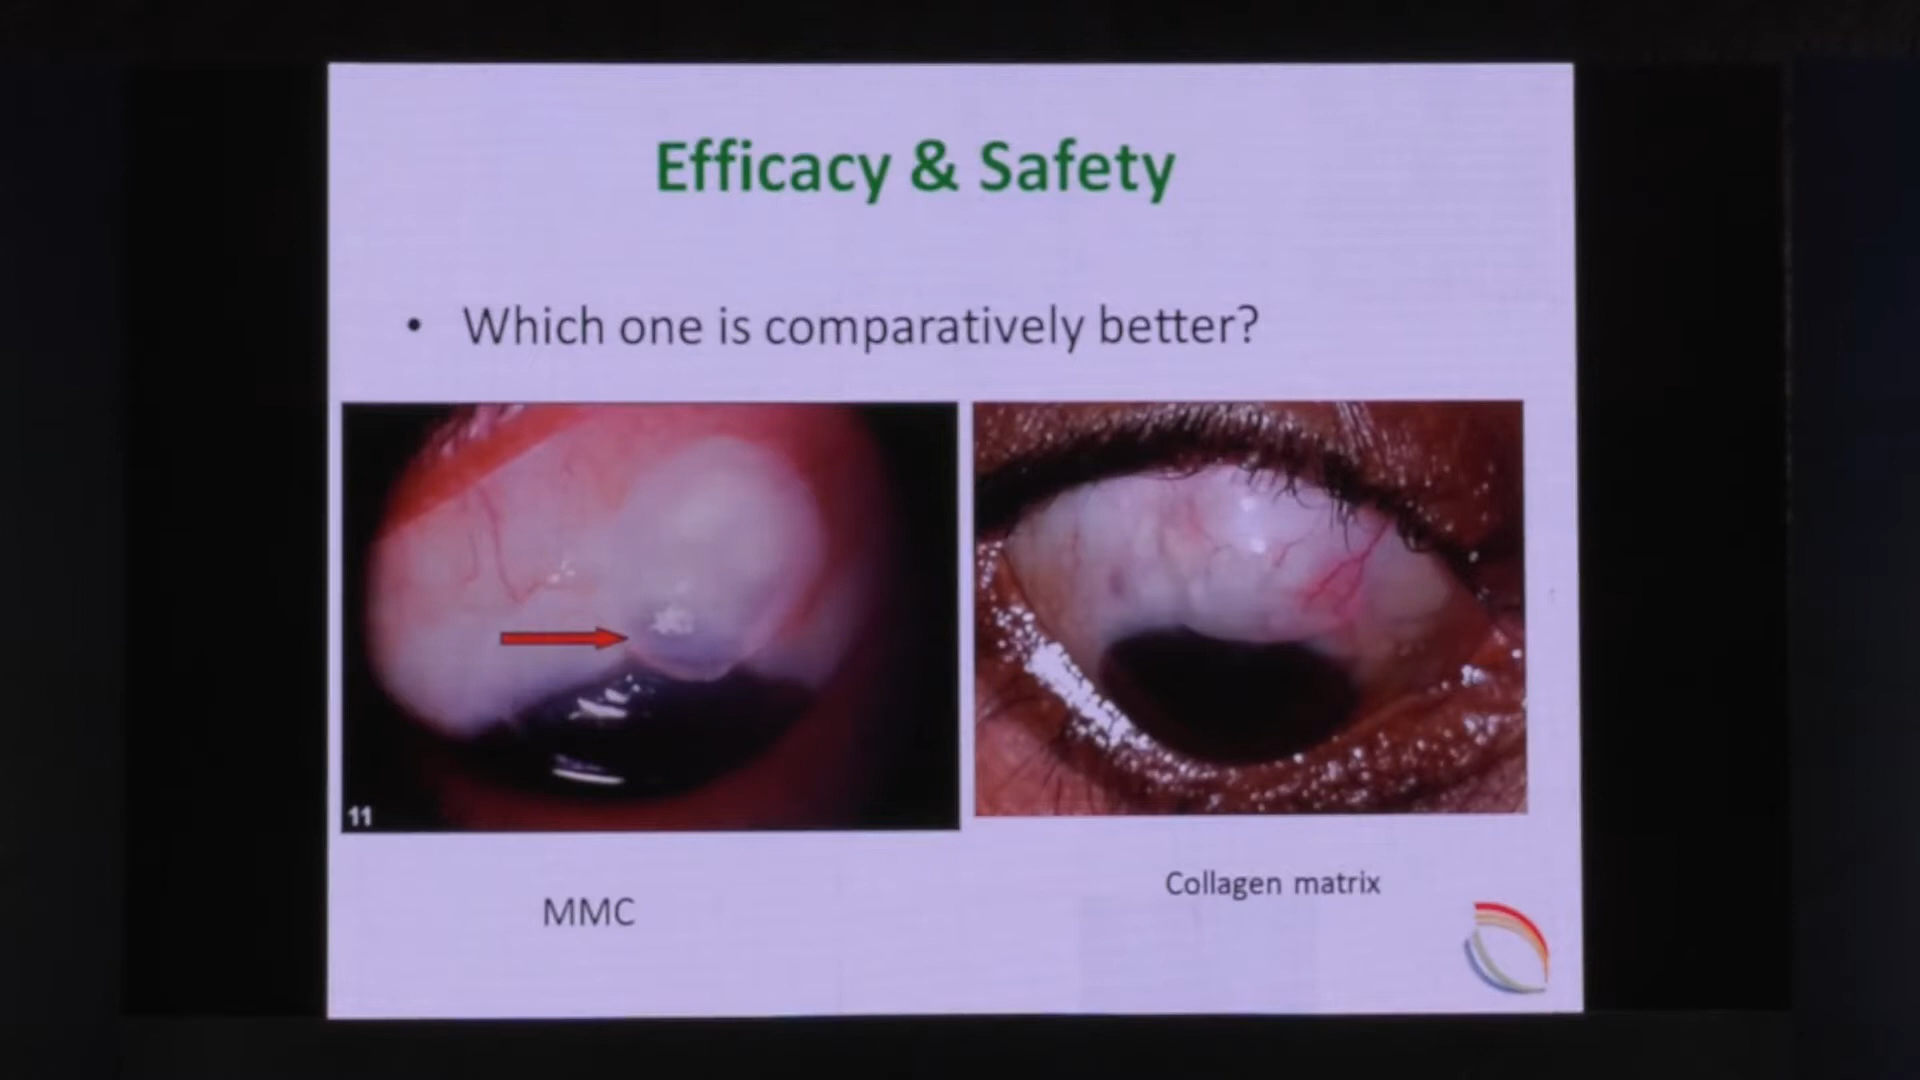 Efficacy & Safety
• Which one is comparatively better?
11
MMC
Collagen matrix